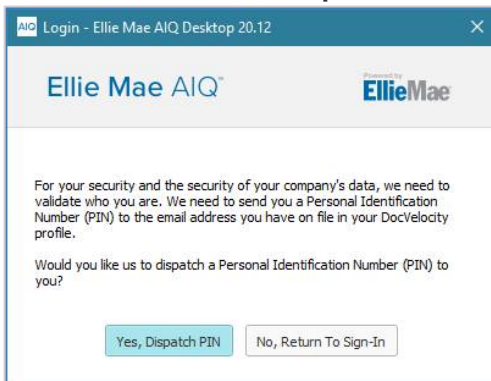 AIQ Login - Ellie Mae AIQ Desktop 20.12
Ellie Mae AIQ™
Powered by
EllieMae
For your security and the security of your company's data, we need to
validate who you are. We need to send you a Personal Identification
Number (PIN) to the email address you have on file in your DocVelocity
profile.
Would you like us to dispatch a Personal Identification Number (PIN) to
you?
Yes, Dispatch PIN No, Return To Sign-In